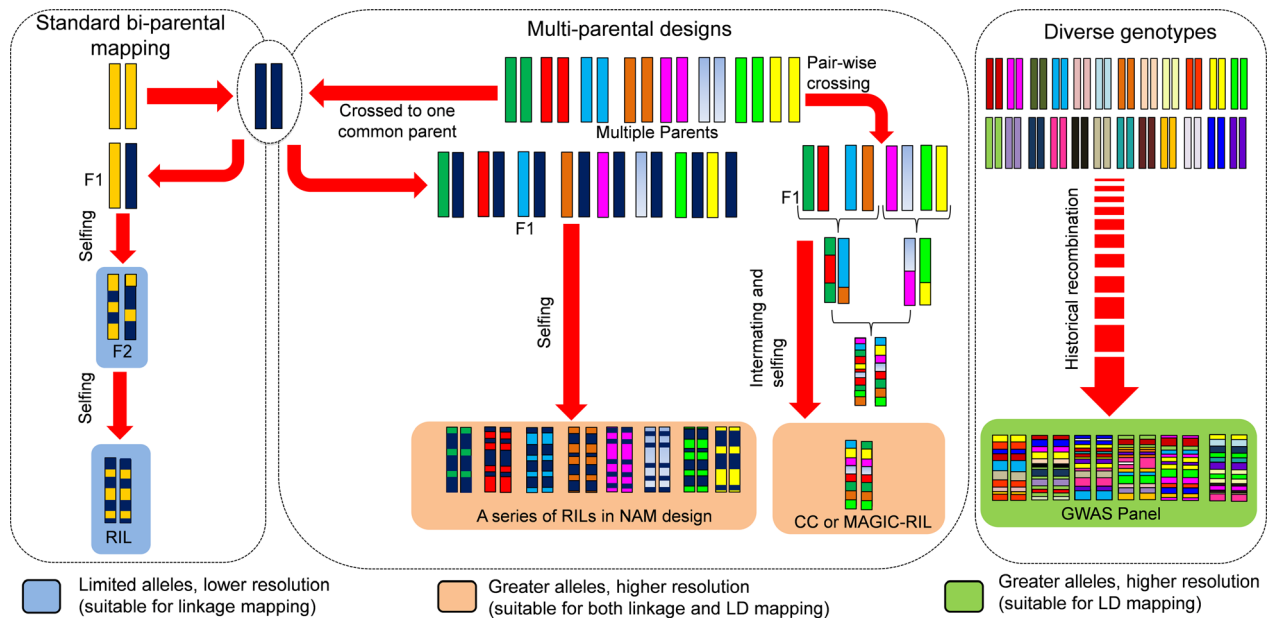 Standard bi-parental
mapping
F1
Selfing
F2
Selfing
RIL
Multi-parental designs
Crossed to one
common parent
Multiple Parents
Pair-wise
crossing
F1
Selfing
A series of RILs in NAM design
F1
Intermating and
selfing
CC or MAGIC-RIL
Diverse genotypes
Historical recombination
GWAS Panel
Limited alleles, lower resolution
(suitable for linkage mapping)
Greater alleles, higher resolution
(suitable for both linkage and LD mapping)
Greater alleles, higher resolution
(suitable for LD mapping)